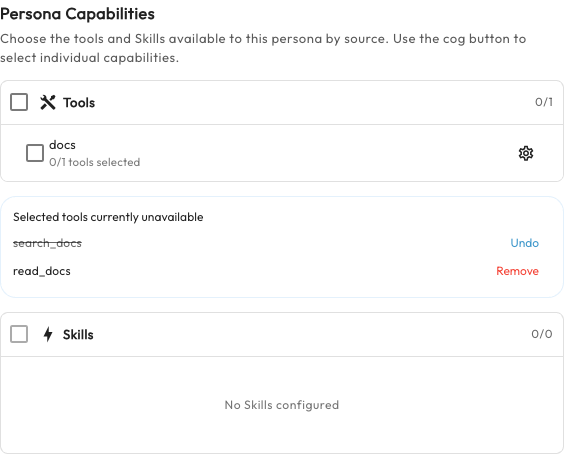 Persona Capabilities
Choose the tools and Skills available to this persona by source. Use the cog button to
select individual capabilities.
Tools
0/1
docs
0/1 tools selected
Selected tools currently unavailable
search_docs
Undo
read_docs
Remove
Skills
0/0
No Skills configured